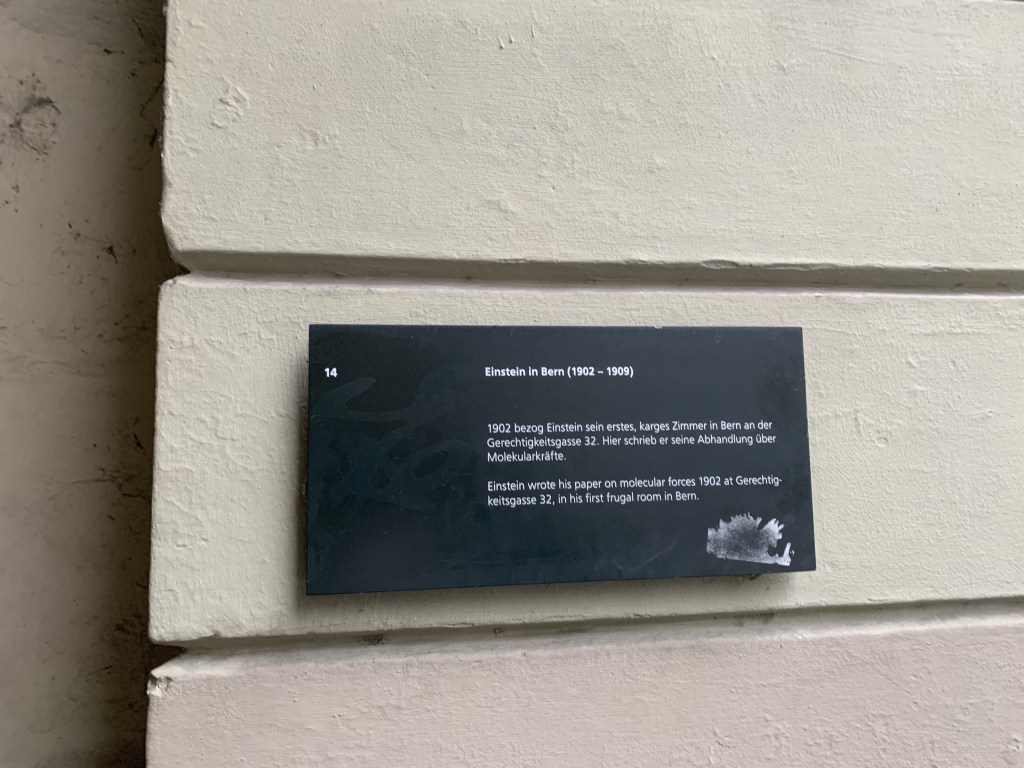 14
Einstein in Bern (1902 – 1909)
1902 bezog Einstein sein erstes, karges Zimmer in Bern an der
Gerechtigkeitsgasse 32. Hier schrieb er seine Abhandlung über
Molekularkräfte.
Einstein wrote his paper on molecular forces 1902 at Gerechtig-
keitsgasse 32, in his first frugal room in Bern.